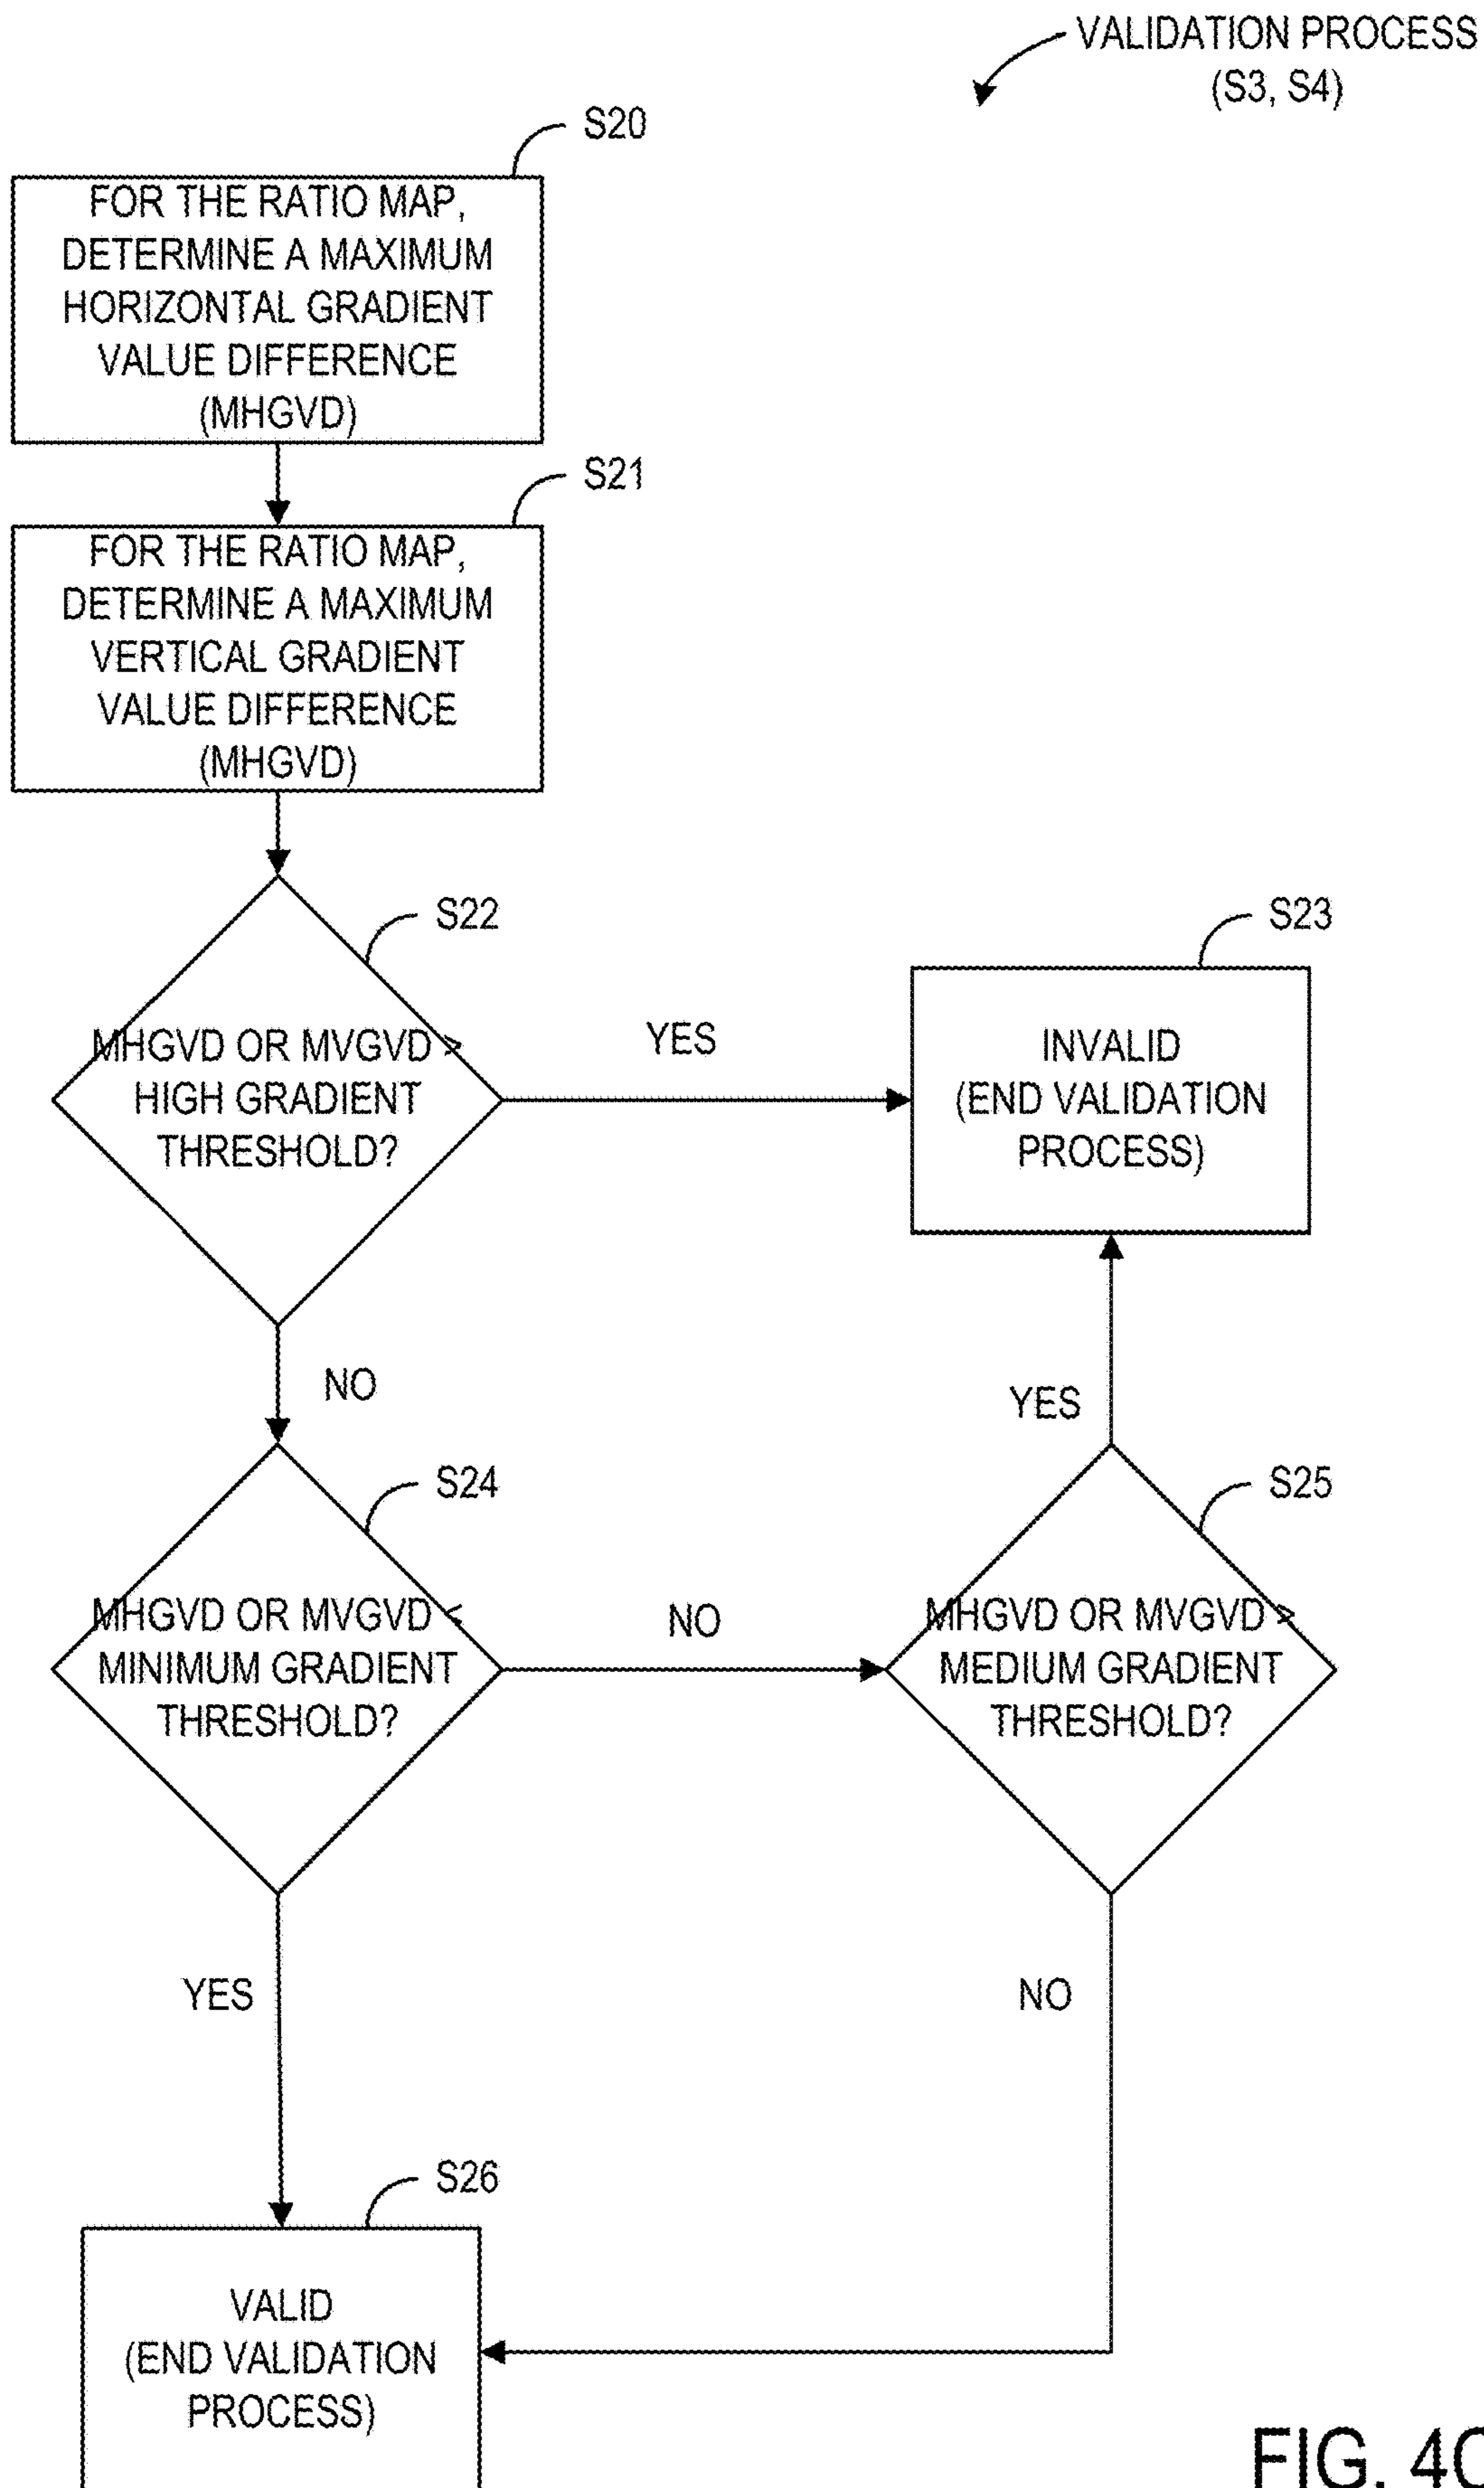 VALIDATION PROCESS
(S3, S4)
S20
FOR THE RATIO MAP,
DETERMINE A MAXIMUM
HORIZONTAL GRADIENT
VALUE DIFFERENCE
(MHGVD)
S21
FOR THE RATIO MAP,
DETERMINE A MAXIMUM
VERTICAL GRADIENT
VALUE DIFFERENCE
(MHGVD)
S22
MHGVD OR MVGVD >
HIGH GRADIENT
THRESHOLD?
YES
S23
INVALID
(END VALIDATION
PROCESS)
NO
YES
S24
MHGVD OR MVGVD <
MINIMUM GRADIENT
THRESHOLD?
NO
S25
MHGVD OR MVGVD >
MEDIUM GRADIENT
THRESHOLD?
YES
NO
S26
VALID
(END VALIDATION
PROCESS)
FIG.